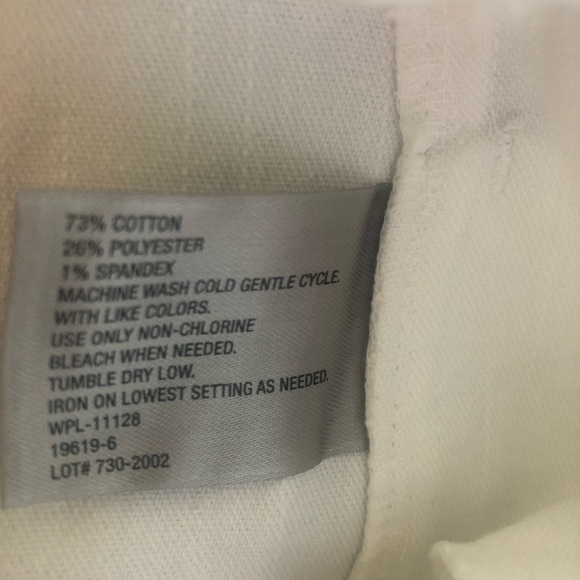 73% COTTON
26% POLYESTER
1% SPANDEX
MACHINE WASH COLD GENTLE CYCLE.
WITH LIKE COLORS.
USE ONLY NON-CHLORINE
BLEACH WHEN NEEDED.
TUMBLE DRY LOW.
IRON ON LOWEST SETTING AS NEEDED.
WPL-11128
19619-6
LOT# 730-2002